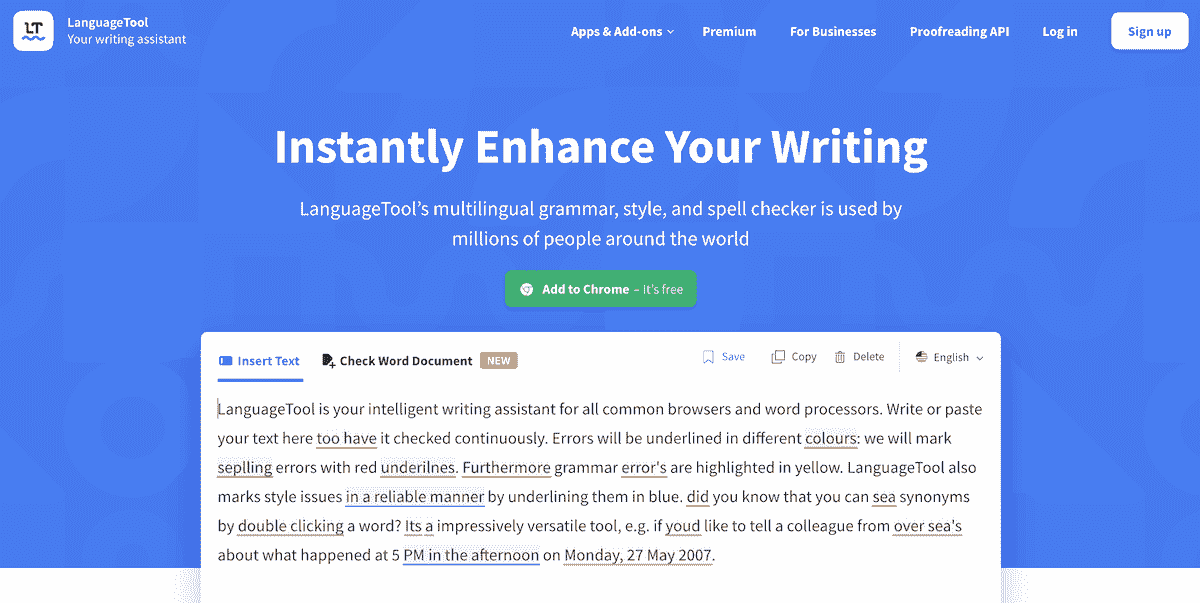 LT
LanguageTool
Your writing assistant
Apps & Add-ons
Premium
For Businesses
Proofreading API
Log in
Sign up
Instantly Enhance Your Writing
LanguageTool’s multilingual grammar, style, and spell checker is used by
millions of people around the world
Add to Chrome – It’s free
Insert Text
Check Word Document NEW
Save
Copy
Delete
English
LanguageTool is your intelligent writing assistant for all common browsers and word processors. Write or paste
your text here too have it checked continuously. Errors will be underlined in different colours: we will mark
seplling errors with red underilnes. Furthermore grammar error's are highlighted in yellow. LanguageTool also
marks style issues in a reliable manner by underlining them in blue. did you know that you can sea synonyms
by double clicking a word? Its a impressively versatile tool, e.g. if youd like to tell a colleague from over sea's
about what happened at 5 PM in the afternoon on Monday, 27 May 2007.